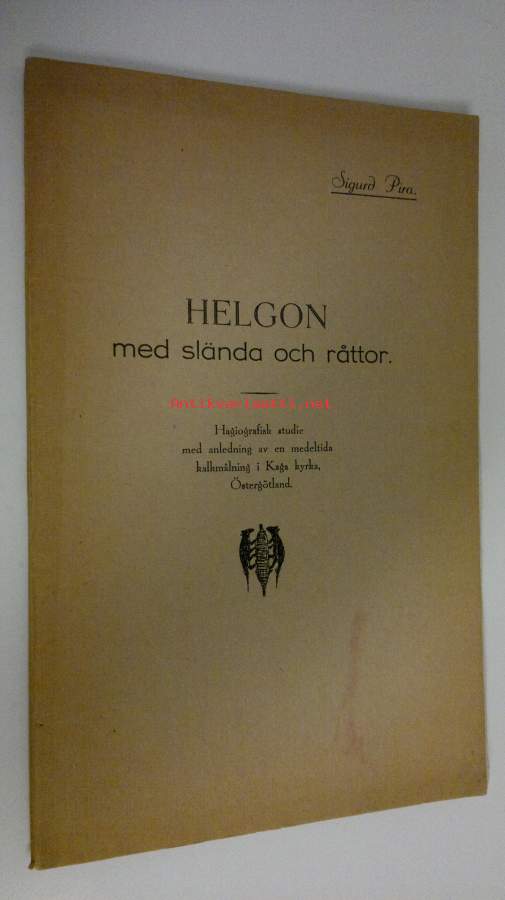 Sigurd Pira.
HELGON
med slända och råttor.
Antikvariaatti.net
Hagiografisk studie
med anledning av en medeltida
kalkmålning i Kaga kyrka,
Östergötland.